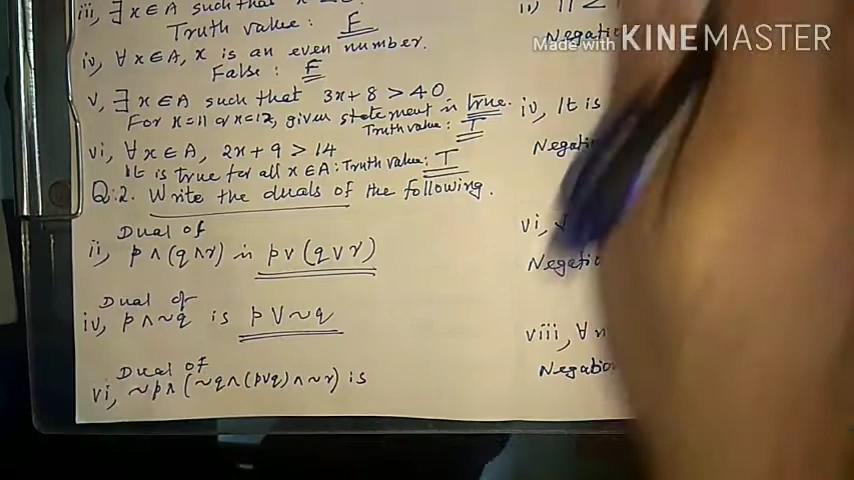 iii, ∃ x ∈ A such that
Truth value : F
iv, ∀ x ∈ A, x is an even number.
False : F
v, ∃ x ∈ A such that 3x + 8 > 40
For x = 11 or x = 12, given statement is true.
Truth value : T
vi, ∀ x ∈ A, 2x + 9 > 14
It is true for all x ∈ A : Truth value : T
Q:2. Write the duals of the following.
Dual of
ii, p ∧ (q ∧ r) is p ∨ (q ∨ r)
Dual of
iv, p ∧ ~q is p ∨ ~q
Dual of
vi, ~p ∧ (~q ∧ (p ∨ q) ∧ ~r) is
Made with KINEMASTER
iv, It is
vi,
viii, ∀